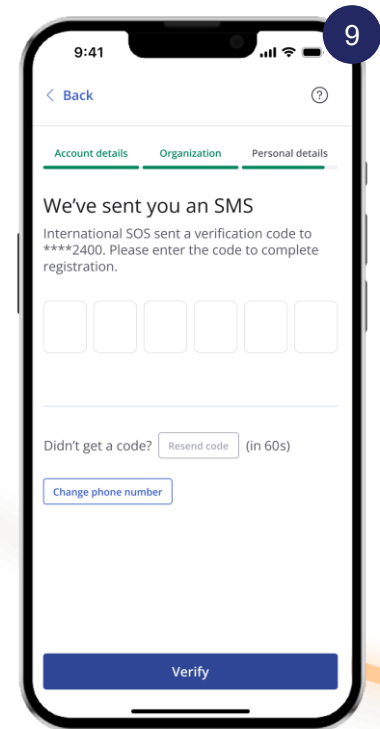 9
9:41
< Back ?
Account details Organization Personal details
We've sent you an SMS
International SOS sent a verification code to
****2400. Please enter the code to complete
registration.
Didn't get a code? Resend code (in 60s)
Change phone number
Verify